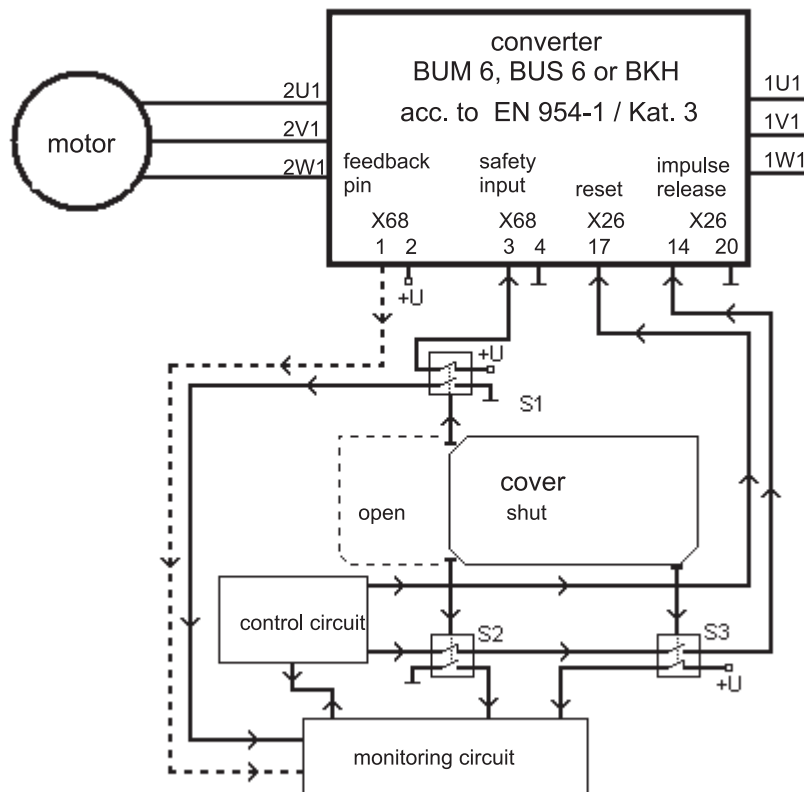 converter
BUM 6, BUS 6 or BKH
acc. to EN 954-1 / Kat. 3
motor
2U1
2V1
2W1
1U1
1V1
1W1
feedback
pin
safety
input
reset
impulse
release
X68
X68
X26
X26
1
2
3
4
17
14
20
+U
+U
S1
cover
open
shut
control circuit
S2
S3
+U
monitoring circuit